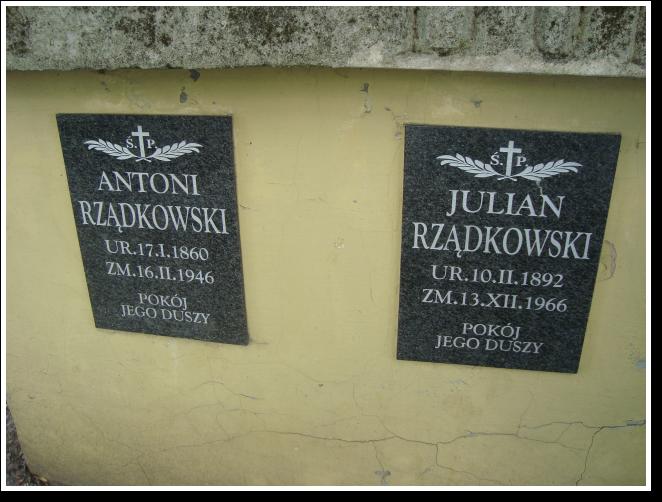 Ś. P.
ANTONI
RZĄDKOWSKI
UR.17.I.1860
ZM.16.II.1946
POKÓJ
JEGO DUSZY
Ś. P.
JULIAN
RZĄDKOWSKI
UR.10.II.1892
ZM.13.XII.1966
POKÓJ
JEGO DUSZY